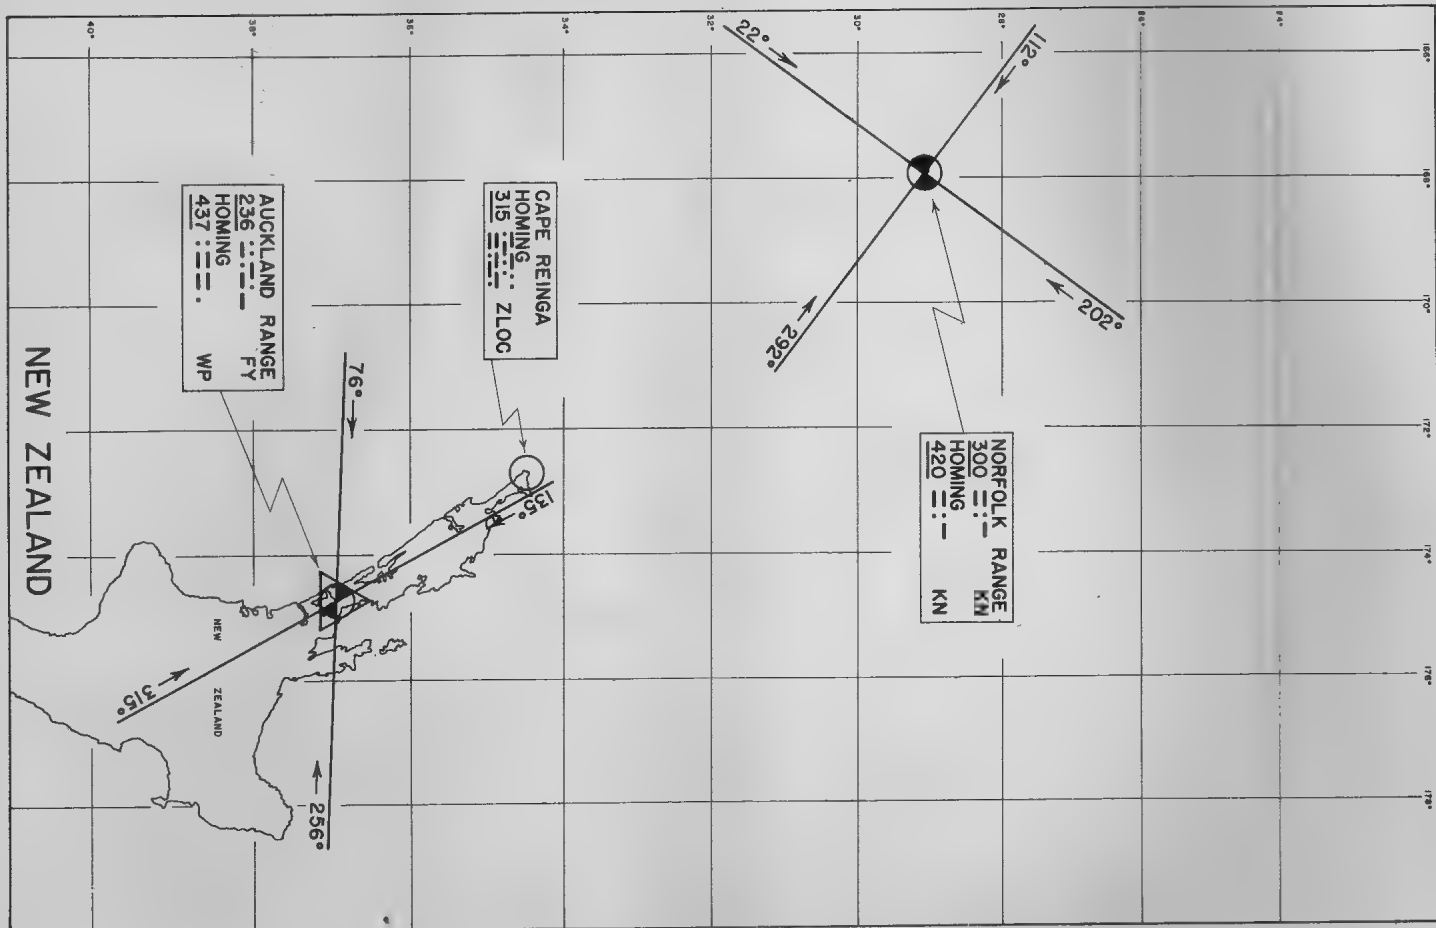 NEW ZEALAND
166°
168°
170°
172°
174°
176°
178°
40°
38°
36°
34°
32°
30°
28°
26°
24°
22°
112°
202°
292°
NORFOLK RANGE
300 KN
HOMING
420 KN
CAPE REINGA
HOMING
315 ZLOC
AUCKLAND RANGE
236 FY
HOMING
437 WP
76°
135°
315°
256°
NEW ZEALAND